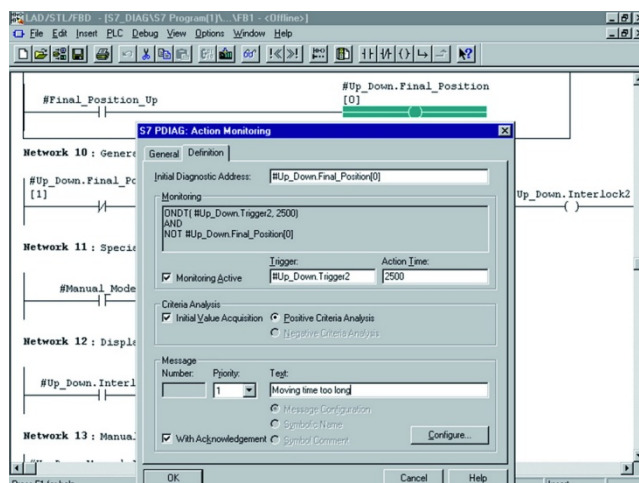 LAD/STL/FBD - [S7_DIAG\S7 Program(1)\...\FB1 - <Offline>]
File Edit Insert PLC Debug View Options Window Help
#Up_Down.Final_Position
#Final_Position_Up [0]
S7 PDIAG: Action Monitoring
General Definition
Network 10 : Genera
Initial Diagnostic Address: #Up_Down.Final_Position[0]
#Up_Down.Final_Po
[1]
Monitoring
ONDT( #Up_Down.Trigger2, 2500)
AND
NOT #Up_Down.Final_Position[0]
Up_Down.Interlock2
Network 11 : Specia
Trigger: Action Time:
Monitoring Active #Up_Down.Trigger2 2500
#Manual_Mode
Criteria Analysis
Initial Value Acquisition Positive Criteria Analysis
Negative Criteria Analysis
Network 12 : Displa
Message
Number: Priority: Text:
1 Moving time too long
#Up_Down.Interl
Message Configuration
Symbolic Name
With Acknowledgement Symbol Comment Configure...
Network 13 : Manua
OK Cancel Help